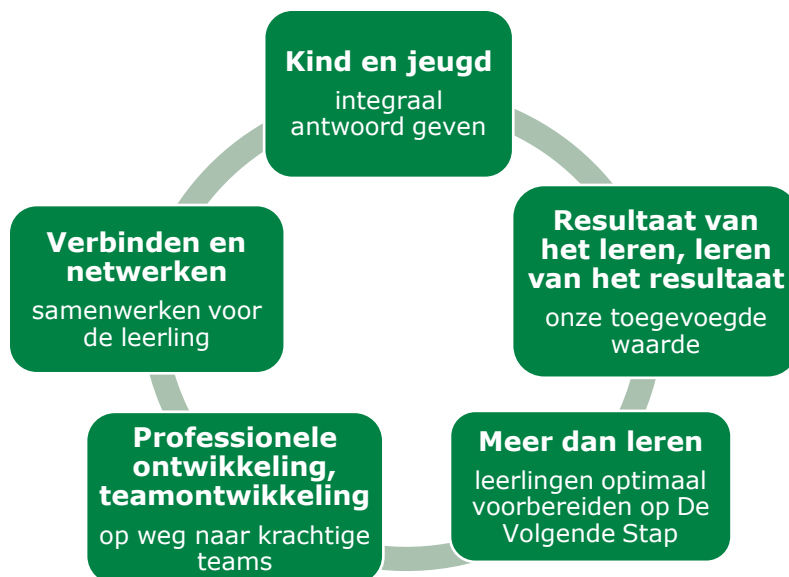 Kind en jeugd
integraal
antwoord geven
Resultaat van
het leren, leren
van het resultaat
onze toegevoegde
waarde
Meer dan leren
leerlingen optimaal
voorbereiden op De
Volgende Stap
Professionele
ontwikkeling,
teamontwikkeling
op weg naar krachtige
teams
Verbinden en
netwerken
samenwerken voor
de leerling